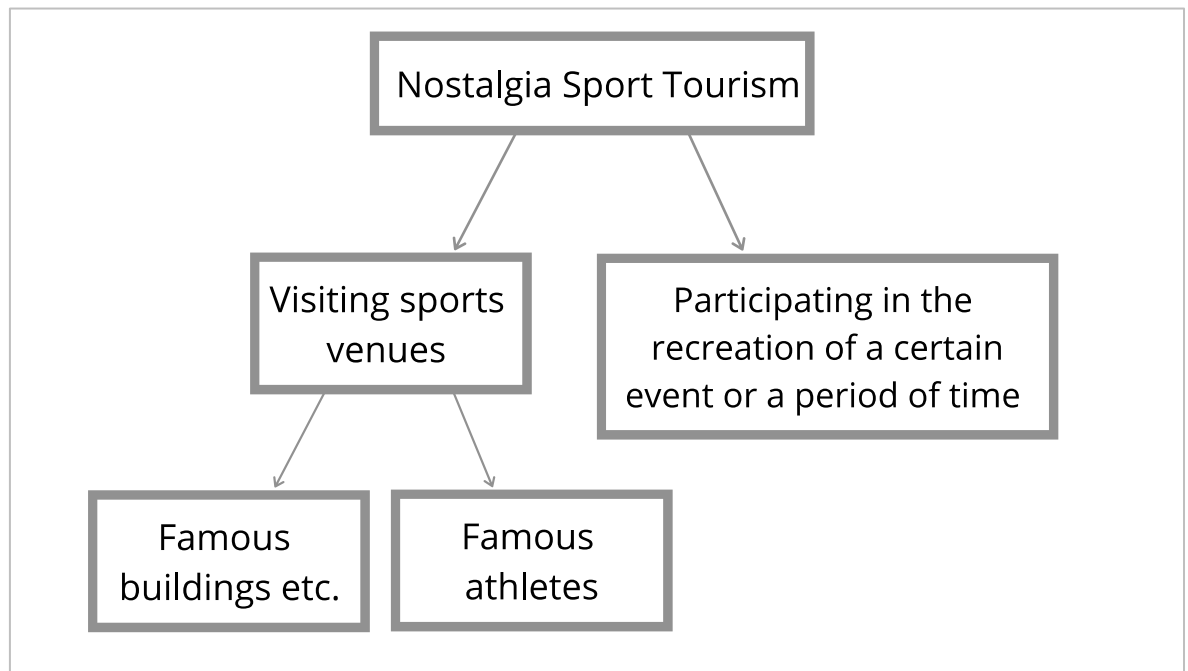 Nostalgia Sport Tourism
Visiting sports
venues
Participating in the
recreation of a certain
event or a period of time
Famous
buildings etc.
Famous
athletes